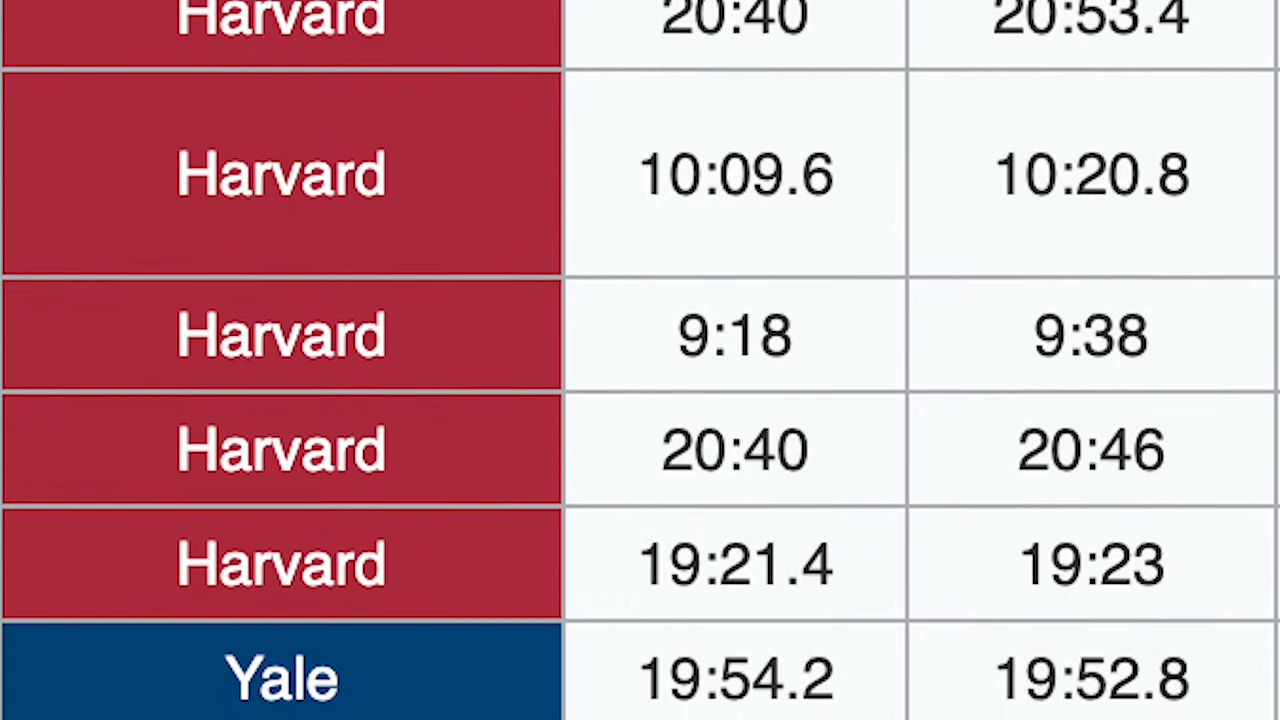 Harvard 20:40 20:53.4
Harvard 10:09.6 10:20.8
Harvard 9:18 9:38
Harvard 20:40 20:46
Harvard 19:21.4 19:23
Yale 19:54.2 19:52.8